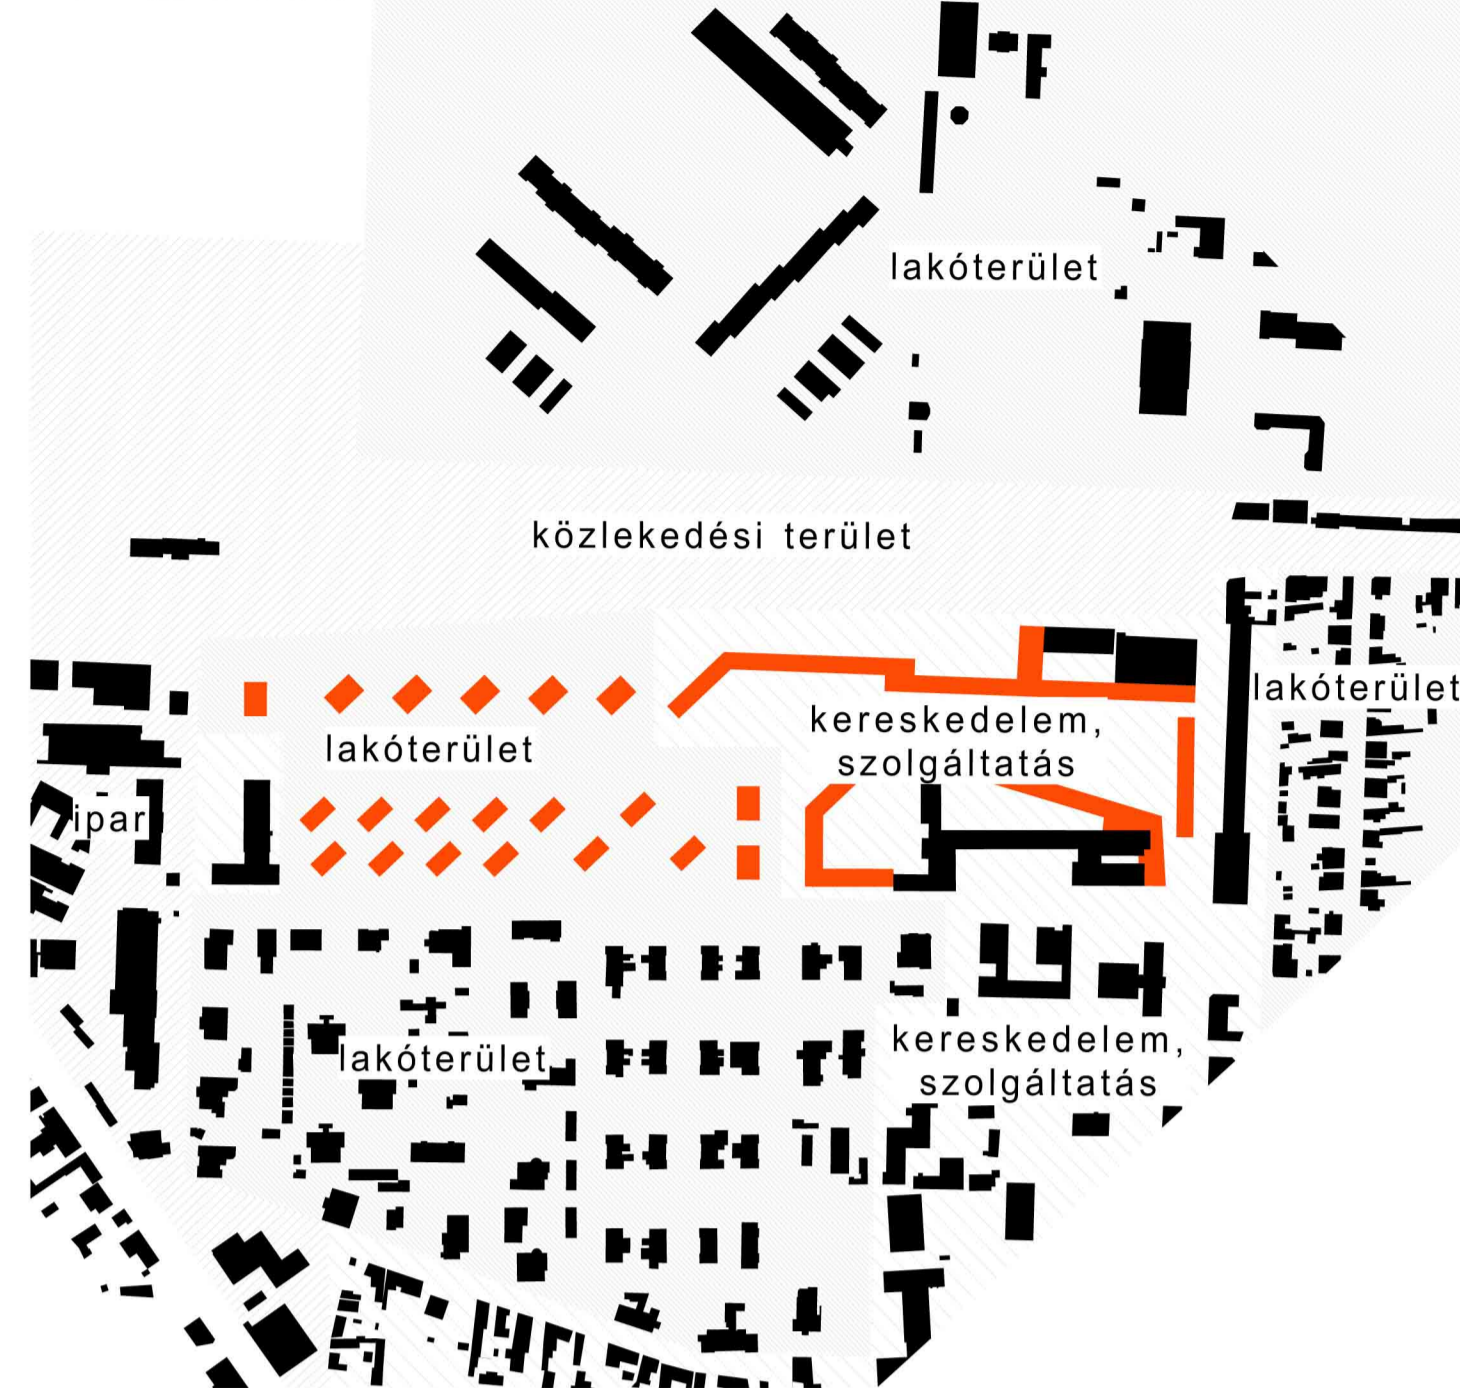 lakóterület
közlekedési terület
lakóterület
kereskedelem,
szolgáltatás
lakóterület
ipar
kereskedelem,
szolgáltatás
lakóterület